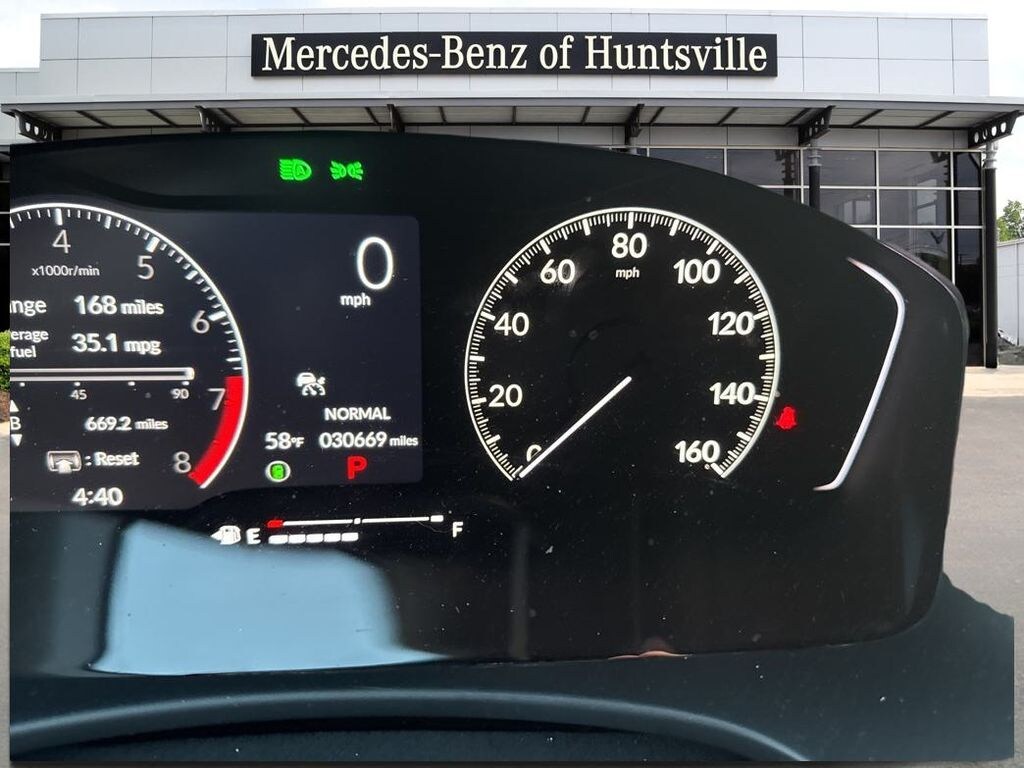 Mercedes-Benz of Huntsville
4
5
6
7
8
x1000r/min
nge 168 miles
erage
fuel 35.1 mpg
45 90
B 669.2 miles
: Reset
4:40
0
mph
NORMAL
58°F 030669 miles
P
E F
0
20
40
60
80
mph
100
120
140
160